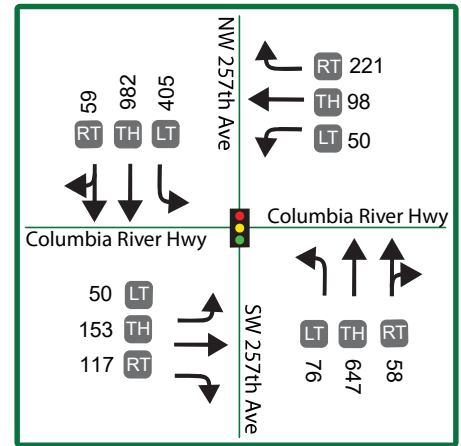 NW 257th Ave
59 982 405
RT TH LT
RT 221
TH 98
LT 50
Columbia River Hwy
Columbia River Hwy
50 LT
153 TH
117 RT
SW 257th Ave
LT TH RT
76 647 58